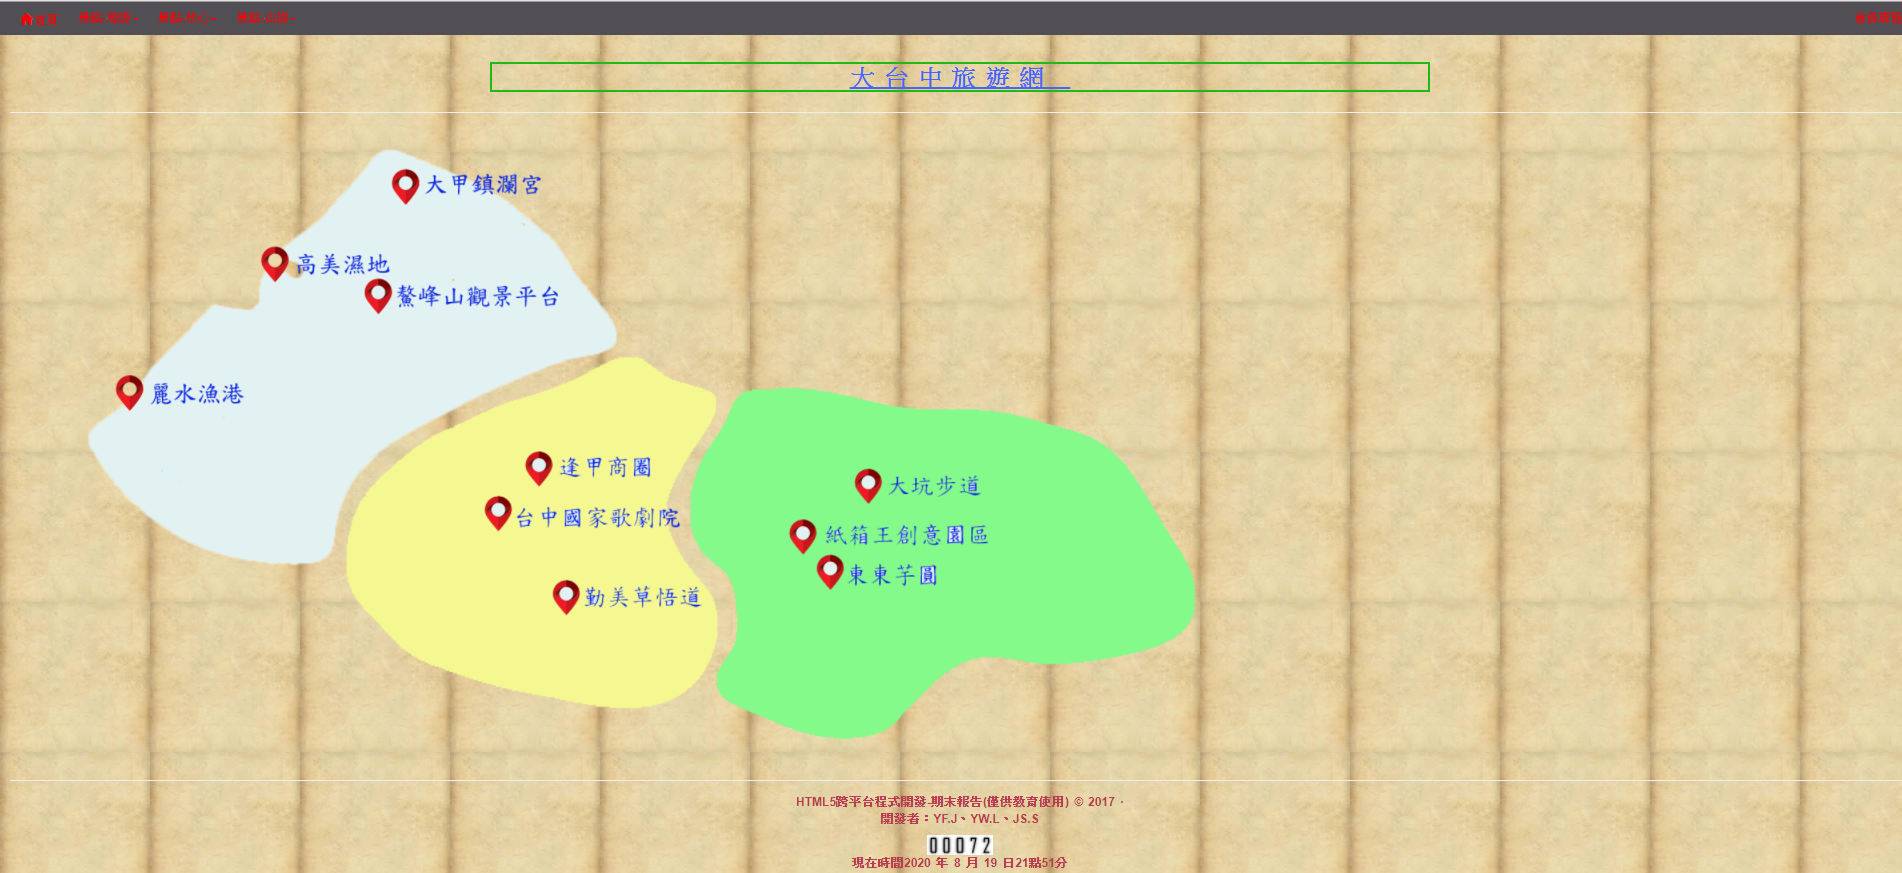 首頁
大台中旅遊網
大甲鎮瀾宮
高美濕地
鰲峰山觀景平台
麗水漁港
逢甲商圈
大坑步道
台中國家歌劇院
紙箱王創意園區
東東芋圓
勤美草悟道
HTML5跨平台程式開發-期末報告(僅供教育使用) © 2017 ·
開發者：YF.J、YW.L、JS.S
00072
現在時間2020 年 8 月 19 日21點51分